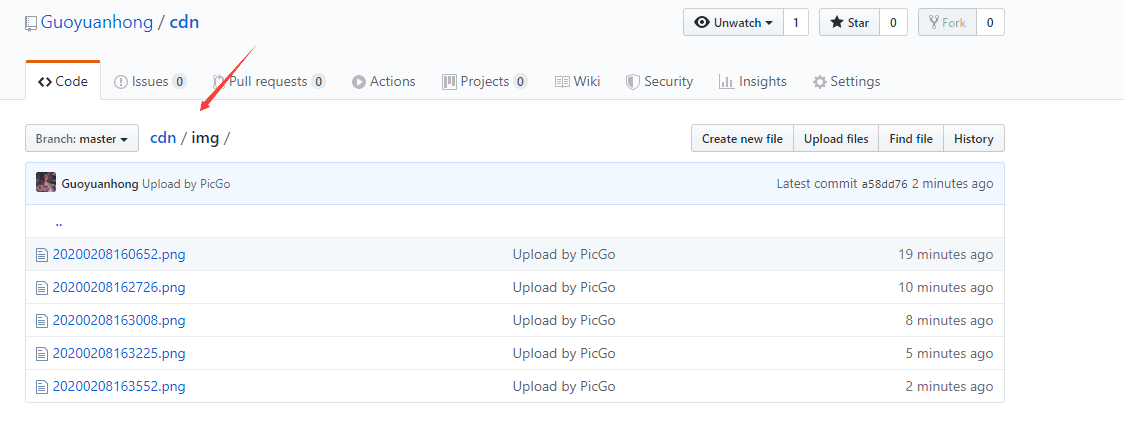 Guoyuanhong / cdn Unwatch 1 Star 0 Fork 0
Code Issues 0 Pull requests 0 Actions Projects 0 Wiki Security Insights Settings
Branch: master cdn / img / Create new file Upload files Find file History
Guoyuanhong Upload by PicGo Latest commit a58dd76 2 minutes ago
..
20200208160652.png Upload by PicGo 19 minutes ago
20200208162726.png Upload by PicGo 10 minutes ago
20200208163008.png Upload by PicGo 8 minutes ago
20200208163225.png Upload by PicGo 5 minutes ago
20200208163552.png Upload by PicGo 2 minutes ago